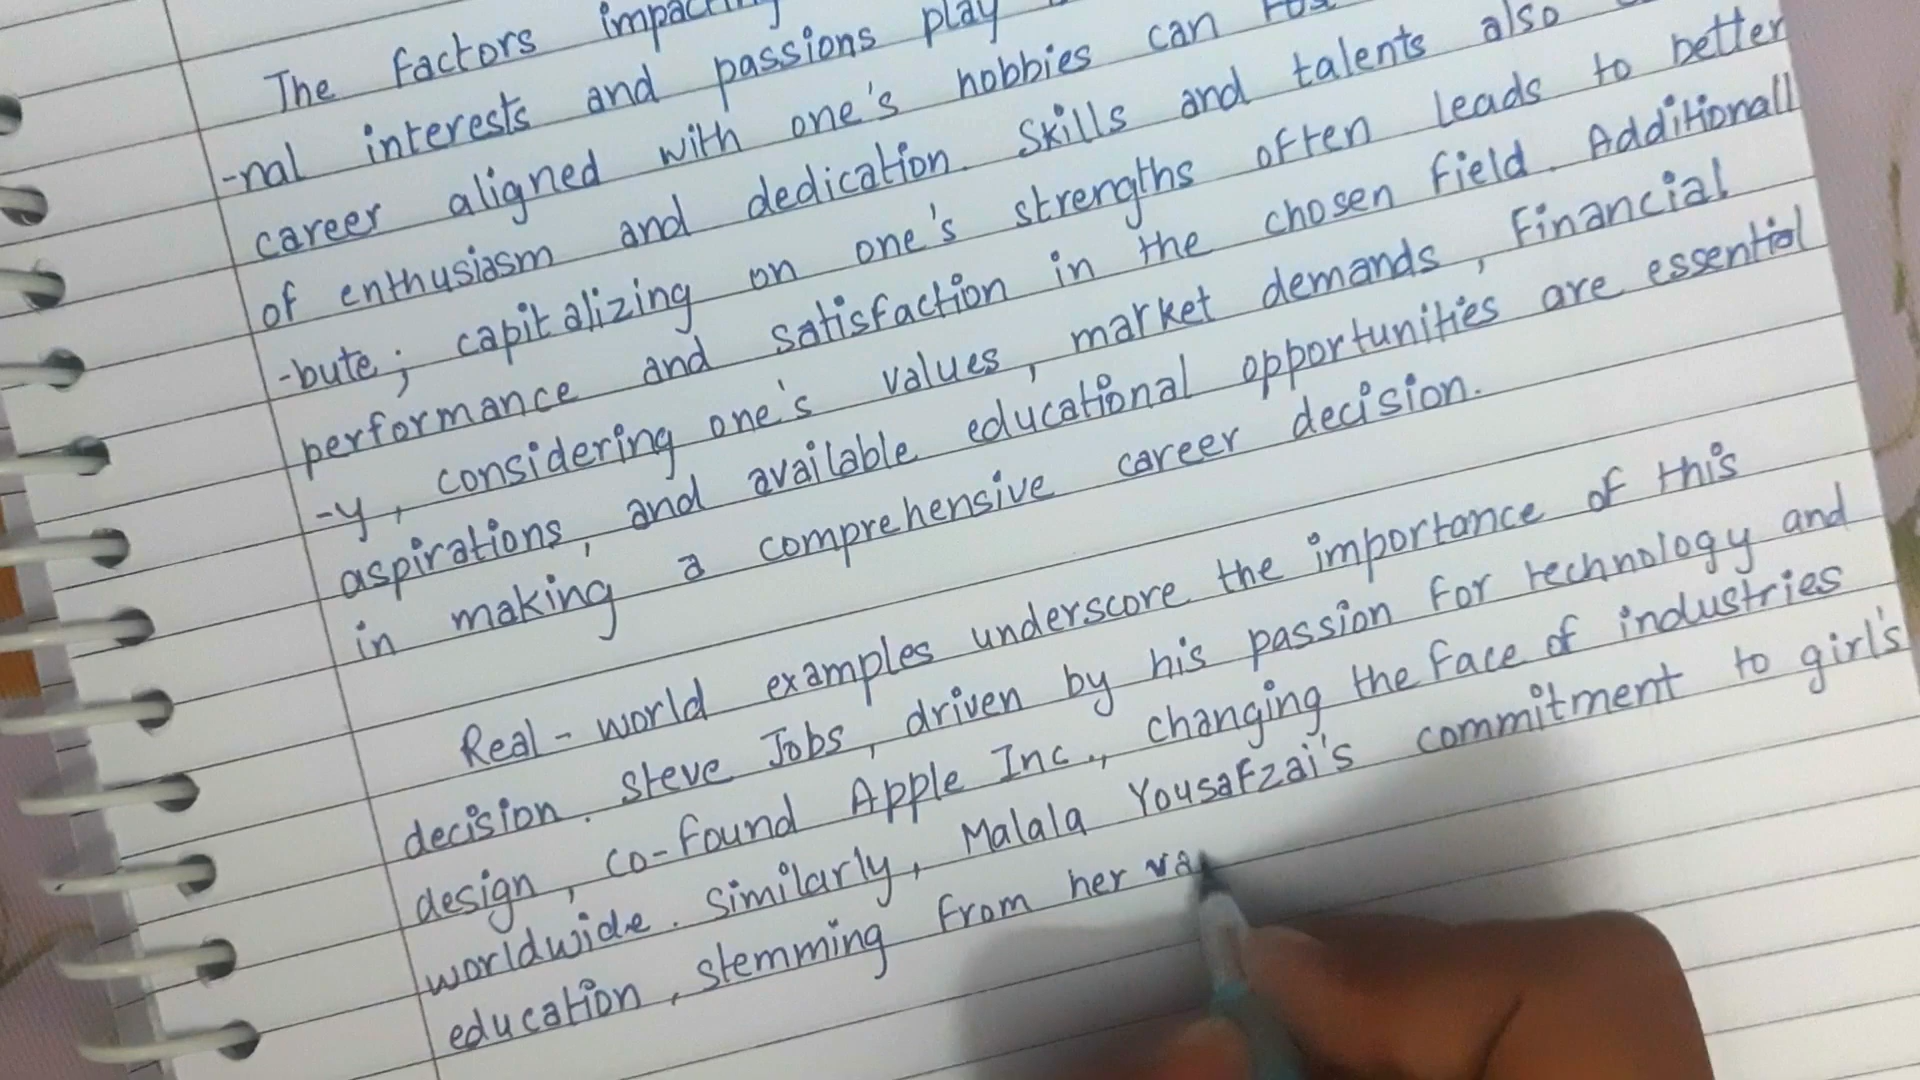 The factors
-nal interests and passions play
career aligned with one's hobbies can
of enthusiasm and dedication. Skills and talents also
-bute; capitalizing on one's strengths often leads to better
performance and satisfaction in the chosen field. Additionall
-y, considering one's values, market demands, financial
aspirations, and available educational opportunities are essential
in making a comprehensive career decision.
Real-world examples underscore the importance of this
decision. Steve Jobs, driven by his passion for technology and
design, co-found Apple Inc., changing the face of industries
worldwide. Similarly, Malala Yousafzai's commitment to girl's
education, stemming from her